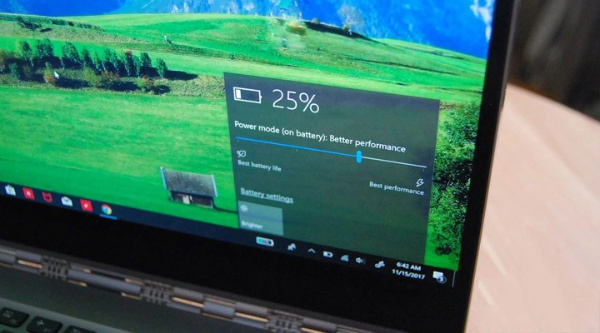 25%
Power mode (on battery): Better performance
Best battery life
Best performance
Battery settings
Brighter
6:42 AM
11/15/2017